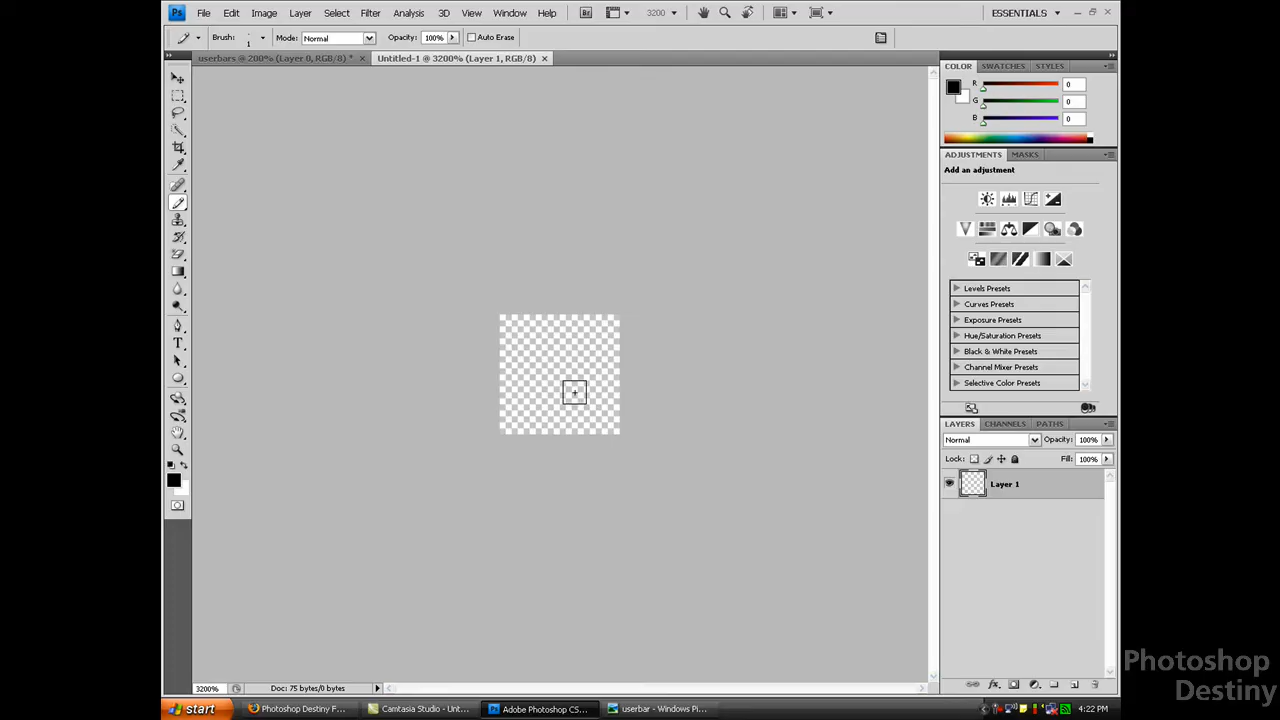 Ps File Edit Image Layer Select Filter Analysis 3D View Window Help Br 3200 ESSENTIALS
Brush: 1 Mode: Normal Opacity: 100% Auto Erase
userbars @ 200% (Layer 0, RGB/8) * Untitled-1 @ 3200% (Layer 1, RGB/8)
COLOR SWATCHES STYLES
R 0
G 0
B 0
ADJUSTMENTS MASKS
Add an adjustment
Levels Presets
Curves Presets
Exposure Presets
Hue/Saturation Presets
Black & White Presets
Channel Mixer Presets
Selective Color Presets
LAYERS CHANNELS PATHS
Normal Opacity: 100%
Lock: Fill: 100%
Layer 1
3200% Doc: 75 bytes/0 bytes
start Photoshop Destiny F... Camtasia Studio - Unt... Adobe Photoshop CS... userbar - Windows Pi... 4:22 PM
Photoshop
Destiny